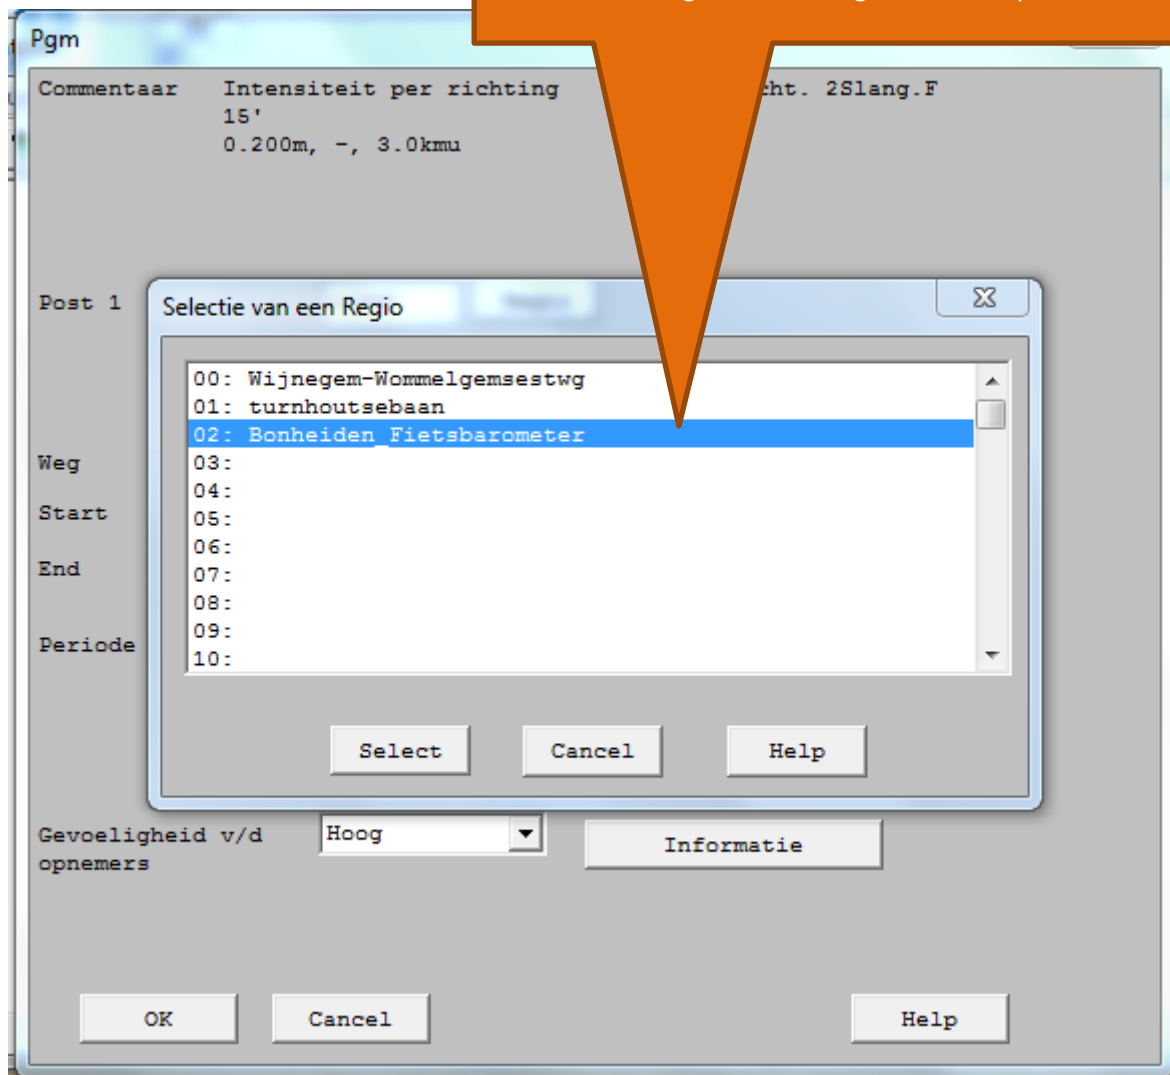 Pgm
Commentaar Intensiteit per richting 2Slang.F
15'
0.200m, -, 3.0kmu
Post 1
Selectie van een Regio
00: Wijnegem-Wommelgemsestwg
01: turnhoutsebaan
02: Bonheiden_Fietsbarometer
03:
04:
05:
06:
07:
08:
09:
10:
Weg
Start
End
Periode
Select Cancel Help
Gevoeligheid v/d
opnemers
Hoog
Informatie
OK Cancel Help